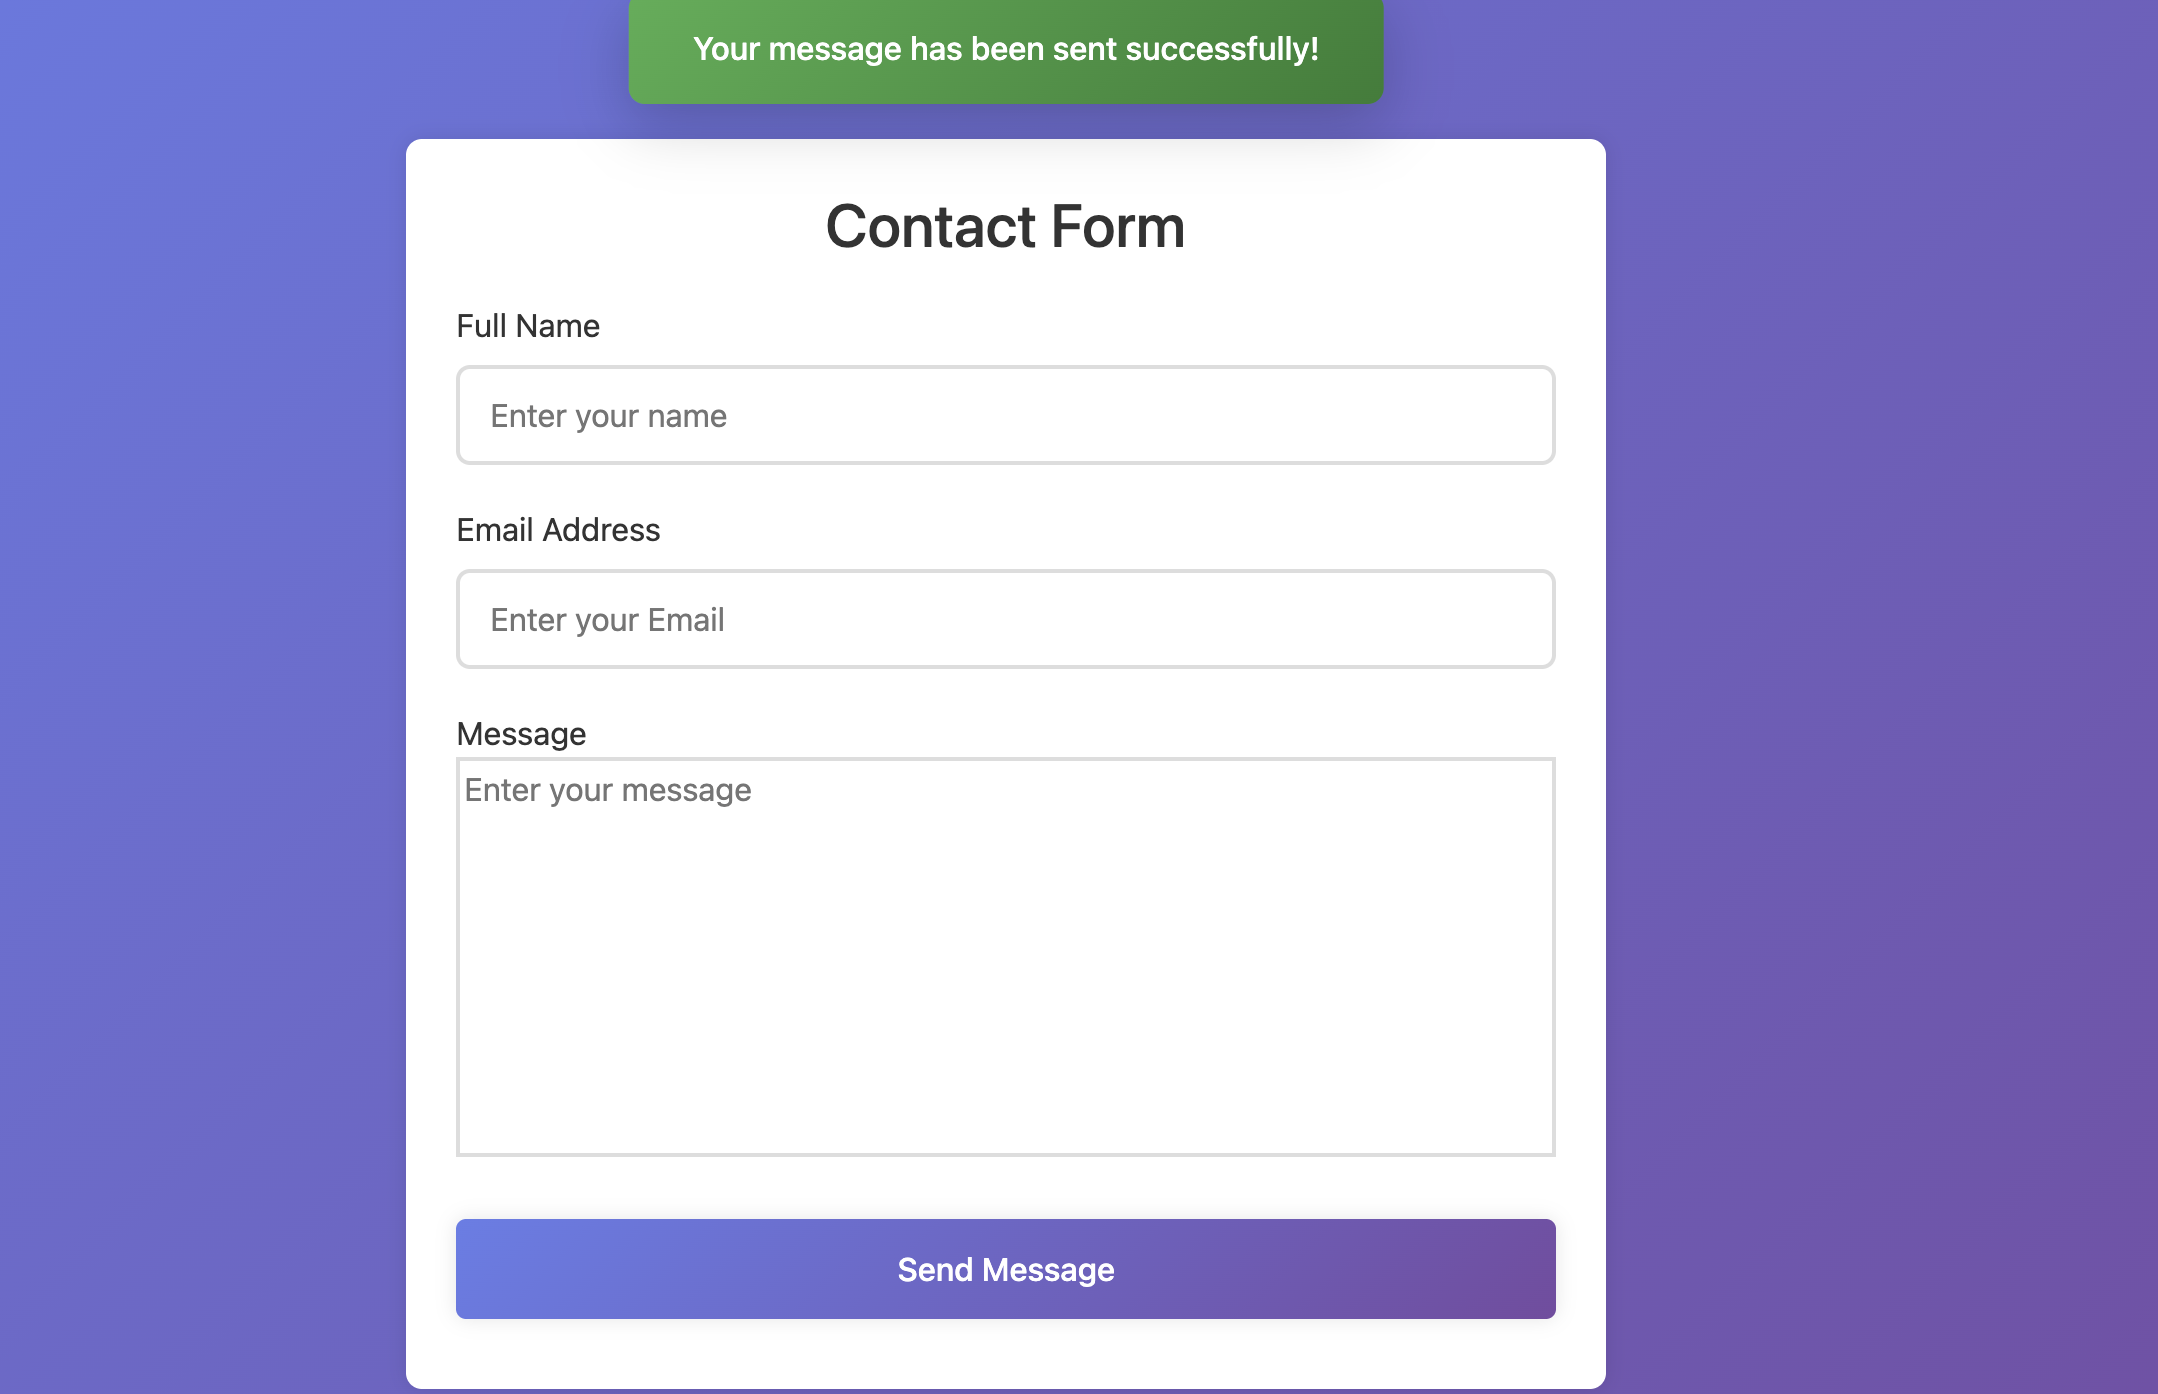 Your message has been sent successfully!
Contact Form
Full Name
Enter your name
Email Address
Enter your Email
Message
Enter your message
Send Message